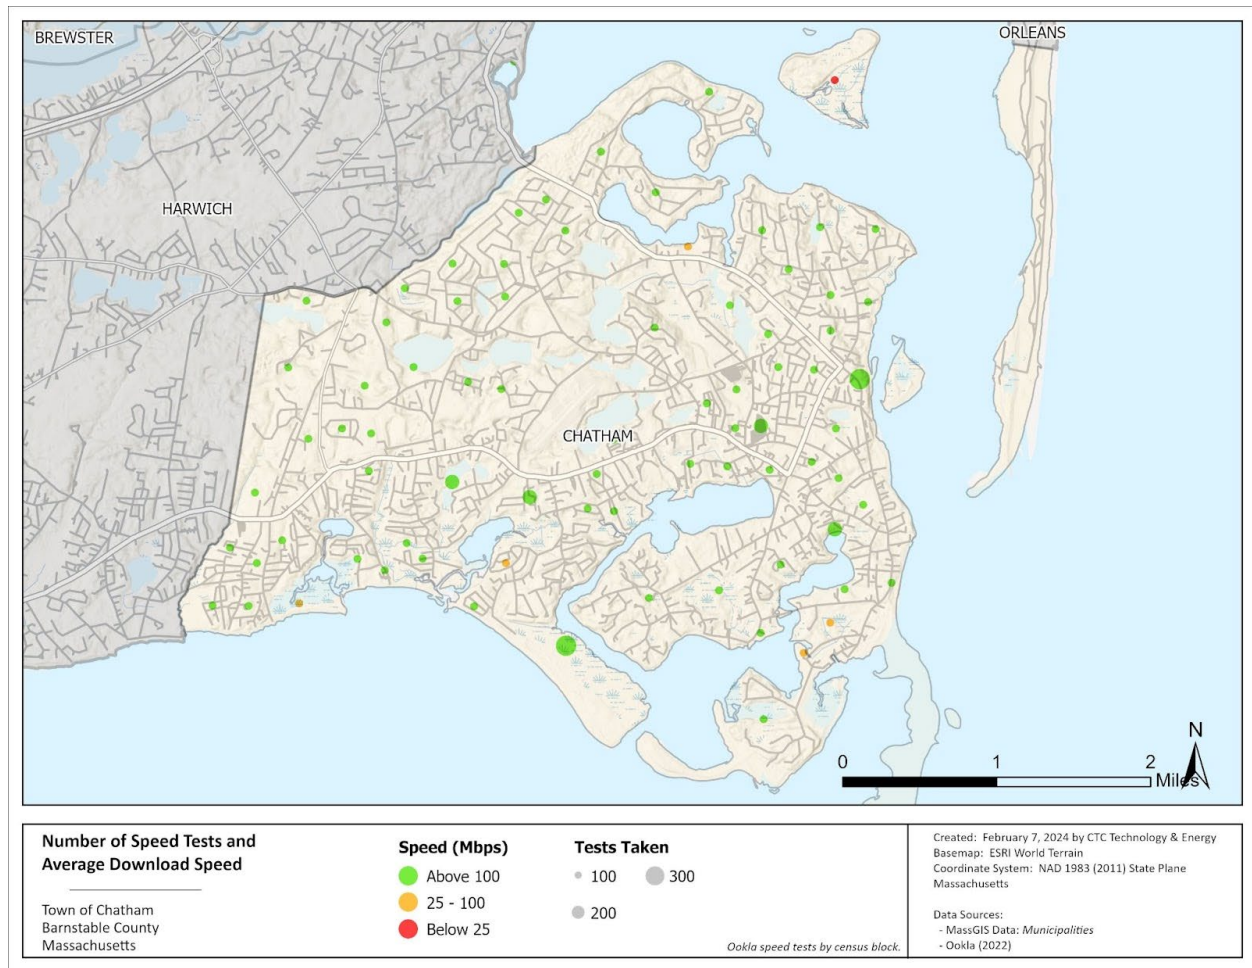 BREWSTER
ORLEANS
HARWICH
CHATHAM
N
0 1 2
Miles
Number of Speed Tests and
Average Download Speed
Town of Chatham
Barnstable County
Massachusetts
Speed (Mbps)
Above 100
25 - 100
Below 25
Tests Taken
100 300
200
Ookla speed tests by census block.
Created: February 7, 2024 by CTC Technology & Energy
Basemap: ESRI World Terrain
Coordinate System: NAD 1983 (2011) State Plane
Massachusetts
Data Sources:
- MassGIS Data: Municipalities
- Ookla (2022)